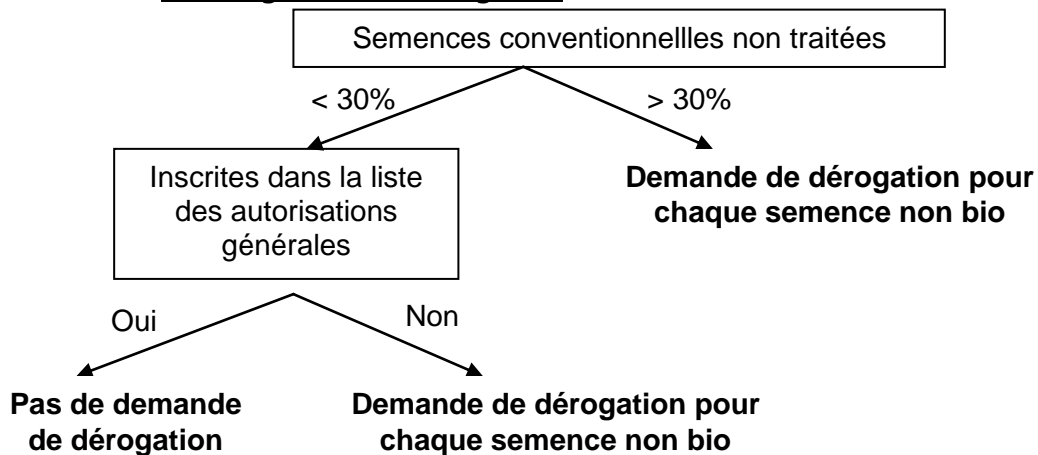 Semences conventionnellles non traitées
< 30%
> 30%
Inscrites dans la liste
des autorisations
générales
Demande de dérogation pour
chaque semence non bio
Oui
Non
Pas de demande
de dérogation
Demande de dérogation pour
chaque semence non bio